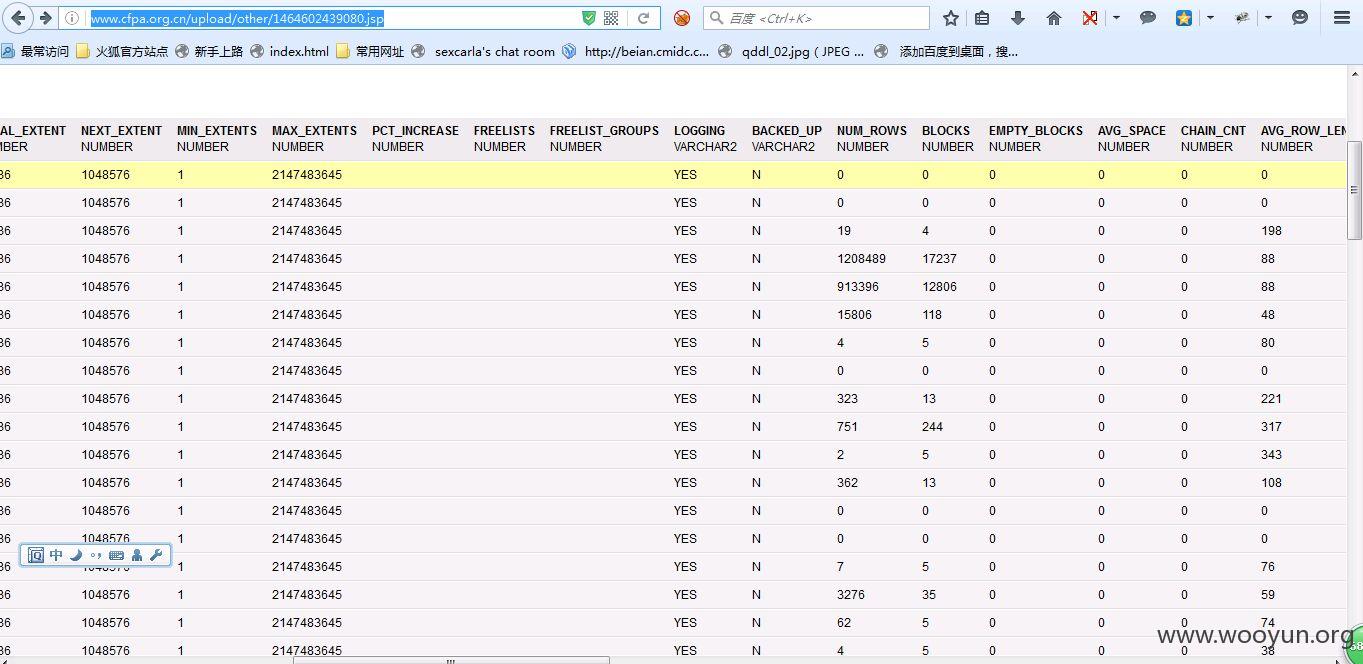 www.cfpa.org.cn/upload/other/1464602439080.jsp 百度 <Ctrl+K>
最常访问 火狐官方站点 新手上路 index.html 常用网址 sexcarla's chat room http://beian.cmidc.c... qddl_02.jpg ( JPEG ... 添加百度到桌面，搜...
AL_EXTENT NEXT_EXTENT MIN_EXTENTS MAX_EXTENTS PCT_INCREASE FREELISTS FREELIST_GROUPS LOGGING BACKED_UP NUM_ROWS BLOCKS EMPTY_BLOCKS AVG_SPACE CHAIN_CNT AVG_ROW_LEN
MBER NUMBER NUMBER NUMBER NUMBER NUMBER NUMBER VARCHAR2 VARCHAR2 NUMBER NUMBER NUMBER NUMBER NUMBER NUMBER
36 1048576 1 2147483645 YES N 0 0 0 0 0 0
36 1048576 1 2147483645 YES N 0 0 0 0 0 0
36 1048576 1 2147483645 YES N 19 4 0 0 0 198
36 1048576 1 2147483645 YES N 1208489 17237 0 0 0 88
36 1048576 1 2147483645 YES N 913396 12806 0 0 0 88
36 1048576 1 2147483645 YES N 15806 118 0 0 0 48
36 1048576 1 2147483645 YES N 4 5 0 0 0 80
36 1048576 1 2147483645 YES N 0 0 0 0 0 0
36 1048576 1 2147483645 YES N 323 13 0 0 0 221
36 1048576 1 2147483645 YES N 751 244 0 0 0 317
36 1048576 1 2147483645 YES N 2 5 0 0 0 343
36 1048576 1 2147483645 YES N 362 13 0 0 0 108
36 1048576 1 2147483645 YES N 0 0 0 0 0 0
36 1048576 1 2147483645 YES N 0 0 0 0 0 0
中
36 1048576 1 2147483645 YES N 7 5 0 0 0 76
36 1048576 1 2147483645 YES N 3276 35 0 0 0 59
36 1048576 1 2147483645 YES N 62 5 0 0 0 74
www.wooyun.org
36 1048576 1 2147483645 YES N 4 5 0 0 0 38